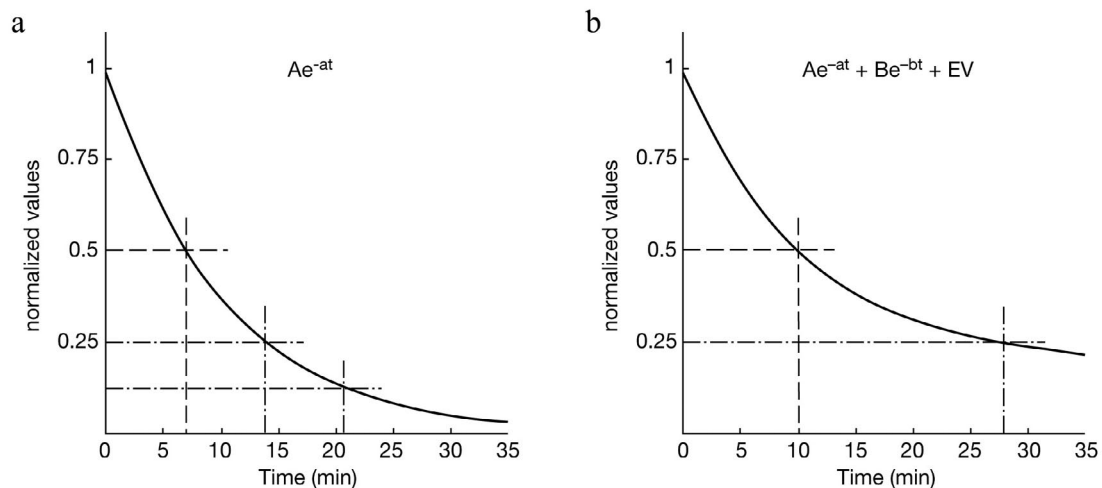 a
Ae-at
normalized values
1
0.75
0.5
0.25
0 5 10 15 20 25 30 35
Time (min)
b
Ae–at + Be–bt + EV
normalized values
1
0.75
0.5
0.25
0 5 10 15 20 25 30 35
Time (min)